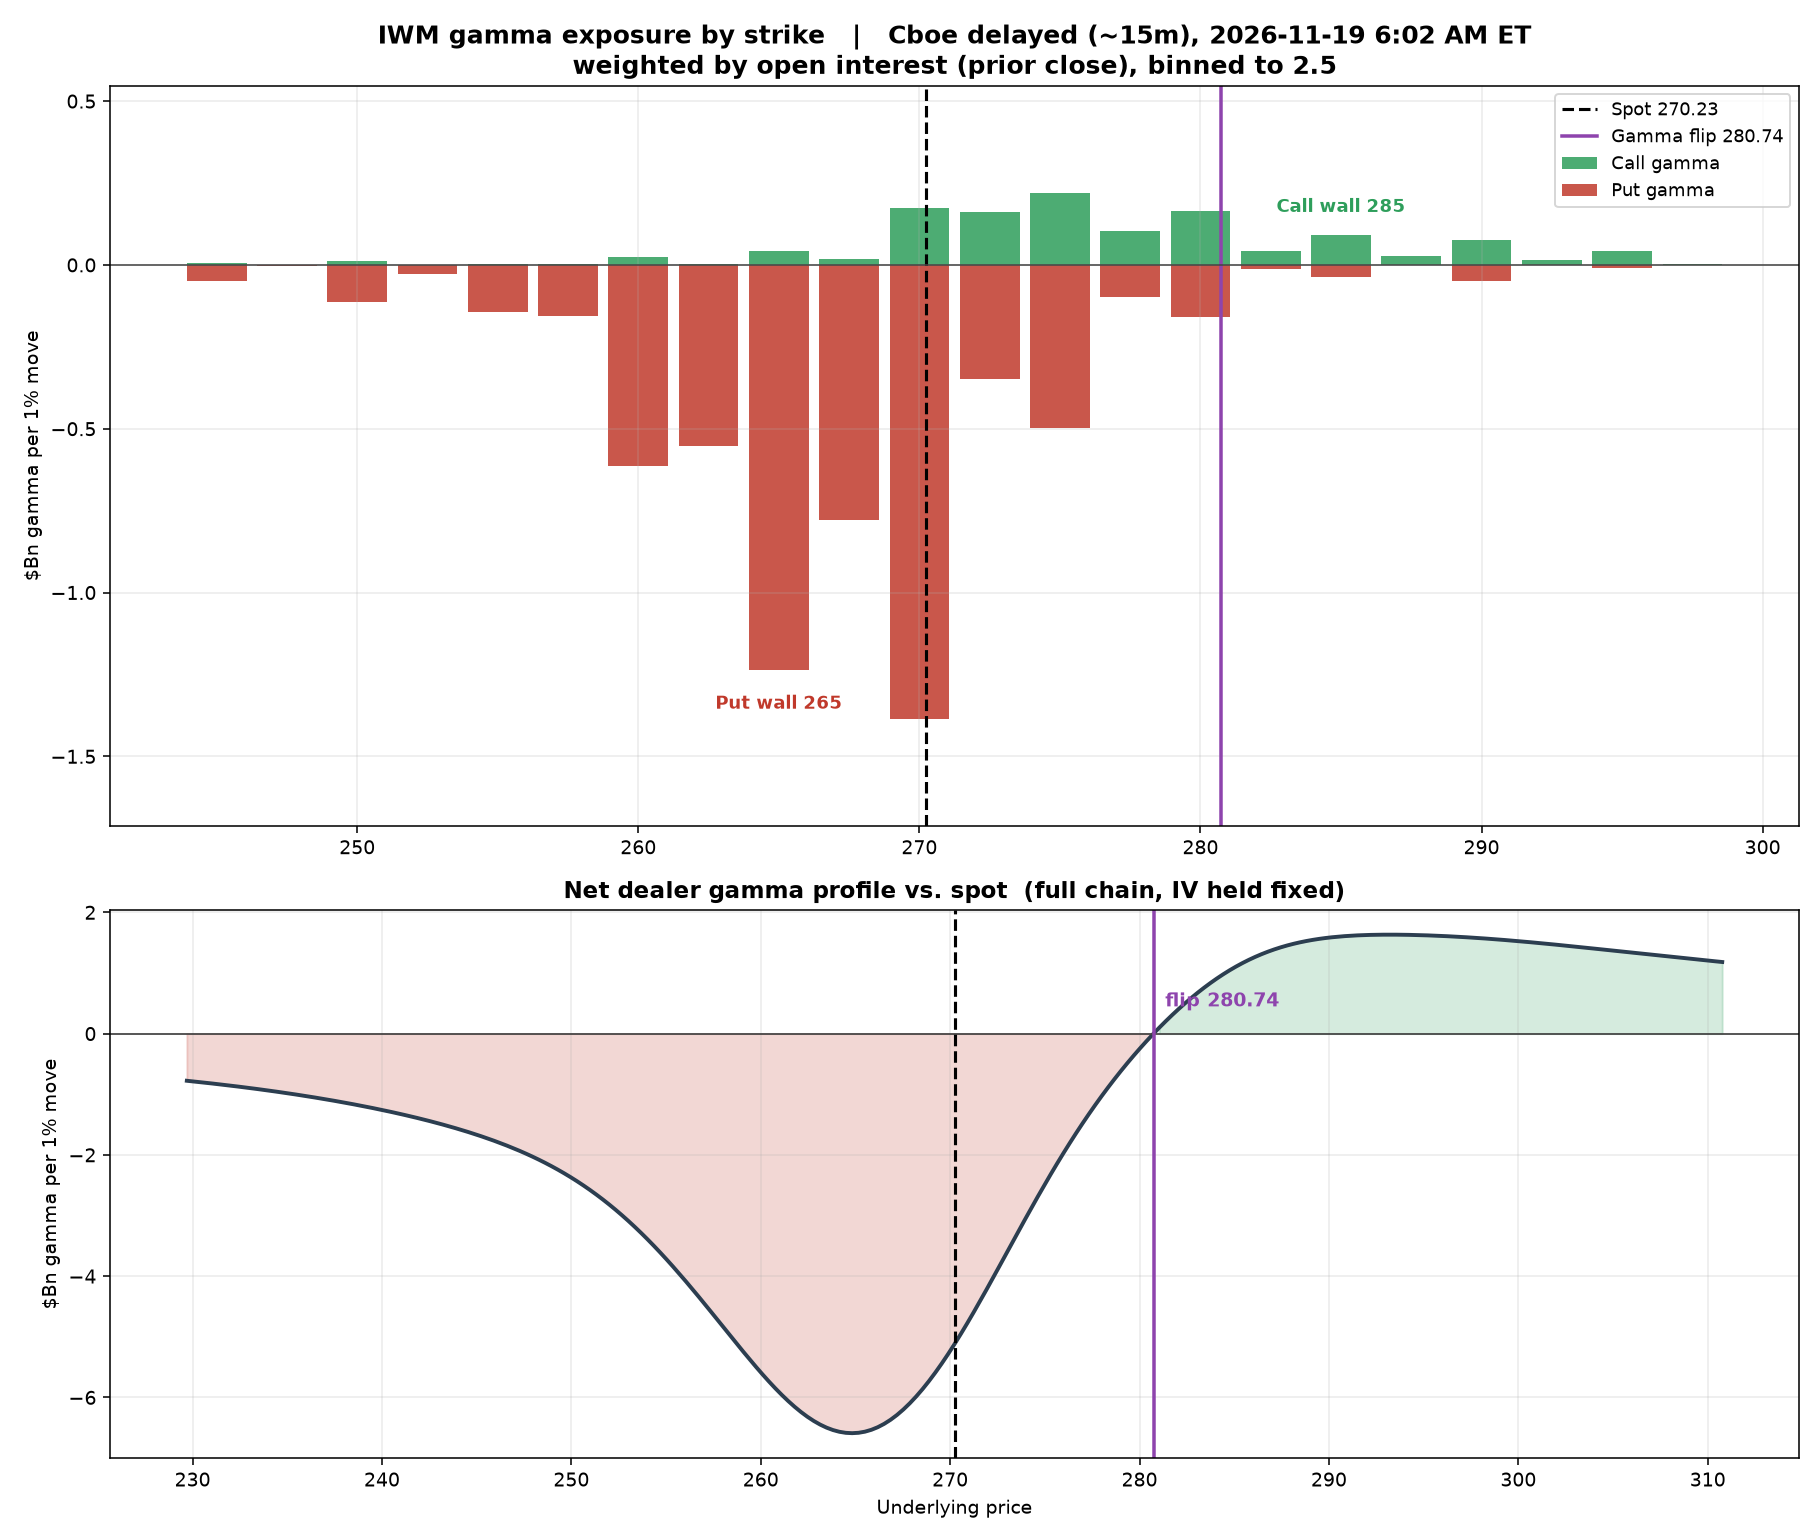 IWM gamma exposure by strike | Cboe delayed (~15m), 2026-11-19 6:02 AM ET
weighted by open interest (prior close), binned to 2.5
$Bn gamma per 1% move
0.5
0.0
−0.5
−1.0
−1.5
Spot 270.23
Gamma flip 280.74
Call gamma
Put gamma
Call wall 285
Put wall 265
250
260
270
280
290
300
Net dealer gamma profile vs. spot (full chain, IV held fixed)
$Bn gamma per 1% move
2
0
−2
−4
−6
flip 280.74
230
240
250
260
270
280
290
300
310
Underlying price